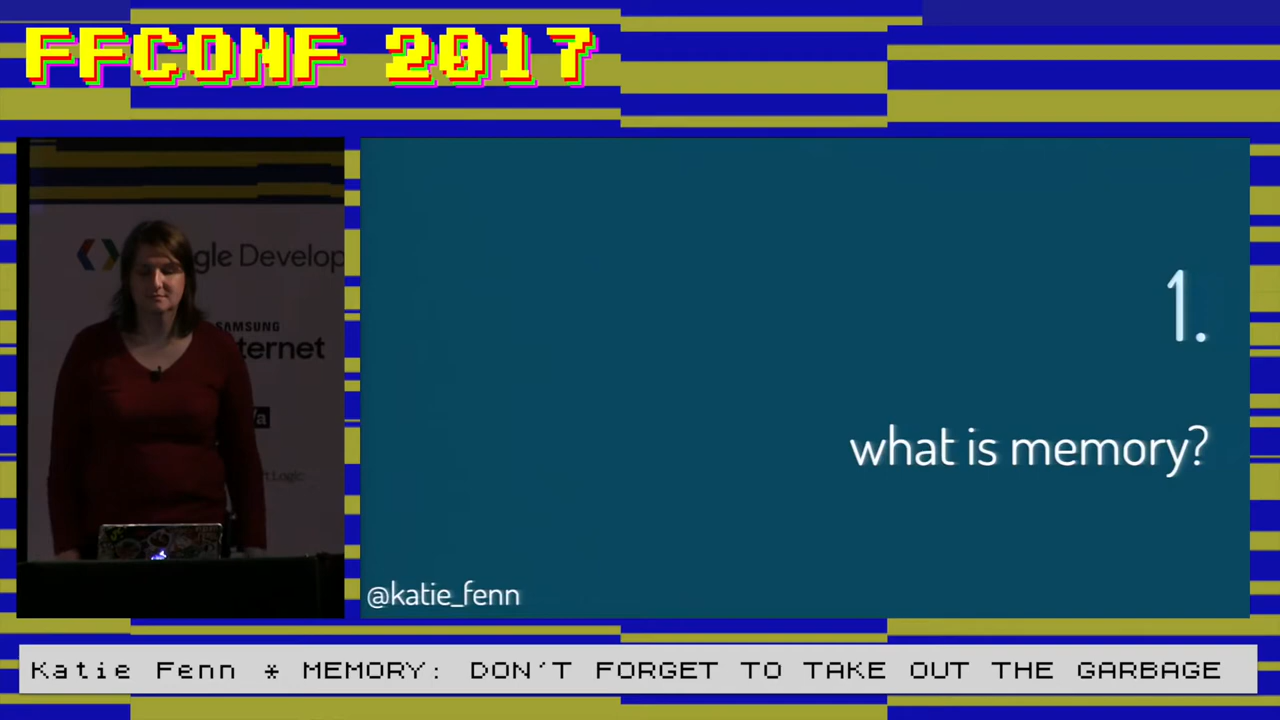 FFCONF 2017
gle Develop
SAMSUNG
ternet
1.
what is memory?
@katie_fenn
Katie Fenn * MEMORY: DON'T FORGET TO TAKE OUT THE GARBAGE